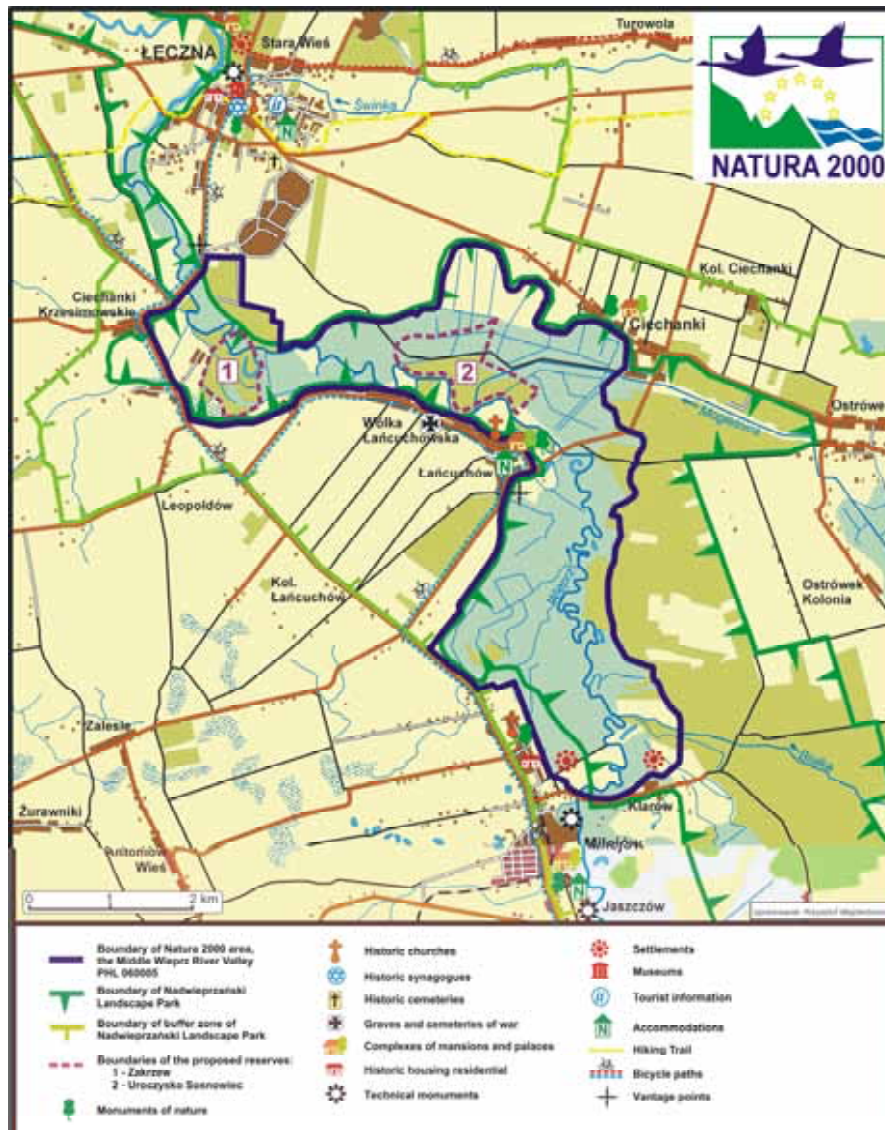 Turowola
ŁĘCZNA
Stara Wieś
Świnka
NATURA 2000
Kol. Ciechanki
Ciechanki
Krzesimowskie
Ciechanki
1
2
Ostrówek
Wólka
Łańcuchowska
Łańcuchów
Leopoldów
Kol.
Łańcuchów
Ostrówek
Kolonia
Zalesie
Żurawniki
Antoniów
Wieś
Klarów
Milejów
Jaszczów
0 1 2 km
Boundary of Natura 2000 area,
the Middle Wieprz River Valley
PHL 060005
Boundary of Nadwieprzański
Landscape Park
Boundary of buffer zone of
Nadwieprzański Landscape Park
Boundaries of the proposed reserves:
1 - Zakrzew
2 - Uroczysko Sosnowiec
Monuments of nature
Historic churches
Historic synagogues
Historic cemeteries
Graves and cemeteries of war
Complexes of mansions and palaces
Historic housing residential
Technical monuments
Settlements
Museums
Tourist information
Accommodations
Hiking Trail
Bicycle paths
Vantage points